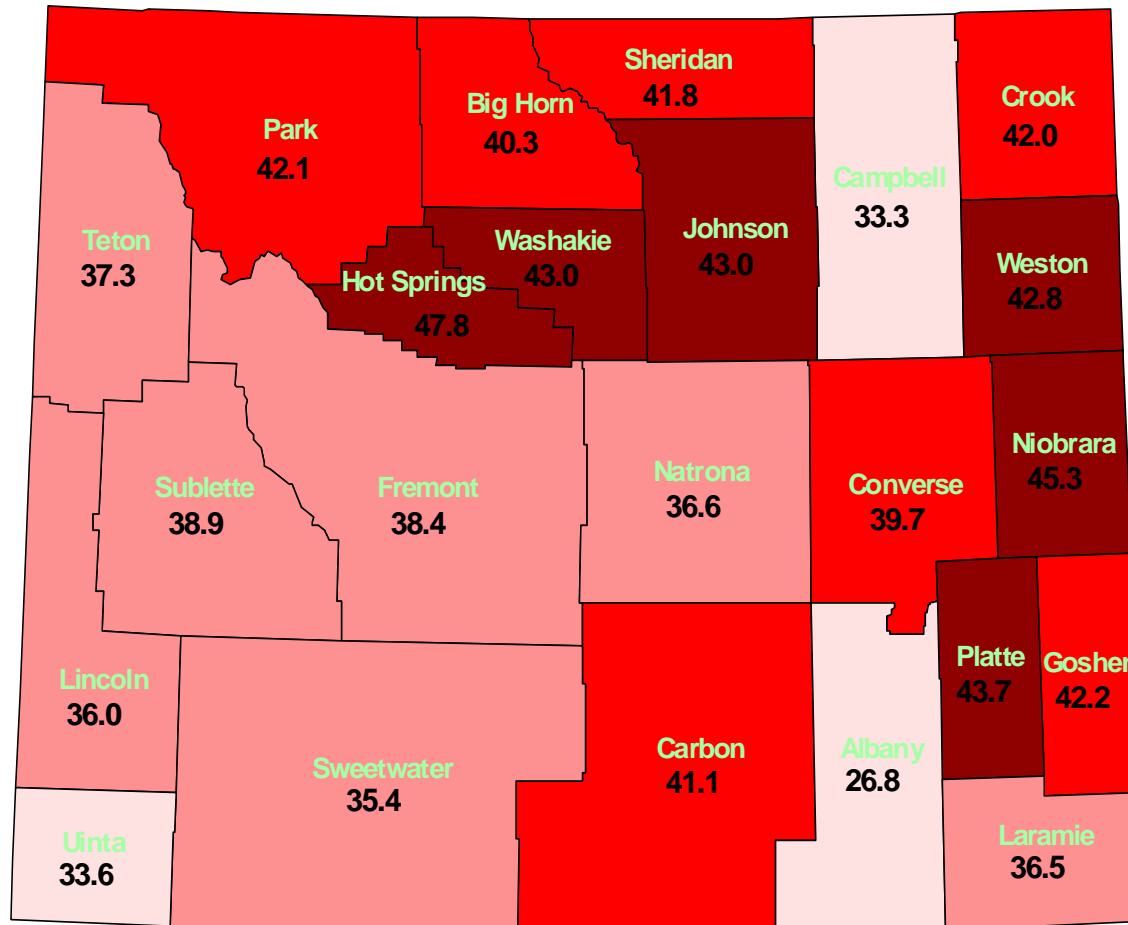 Sheridan
41.8
Big Horn
40.3
Crook
42.0
Park
42.1
Campbell
33.3
Johnson
43.0
Teton
37.3
Washakie
43.0
Weston
42.8
Hot Springs
47.8
Niobrara
45.3
Natrona
36.6
Converse
39.7
Sublette
38.9
Fremont
38.4
Platte
43.7
Goshen
42.2
Lincoln
36.0
Carbon
41.1
Albany
26.8
Sweetwater
35.4
Uinta
33.6
Laramie
36.5